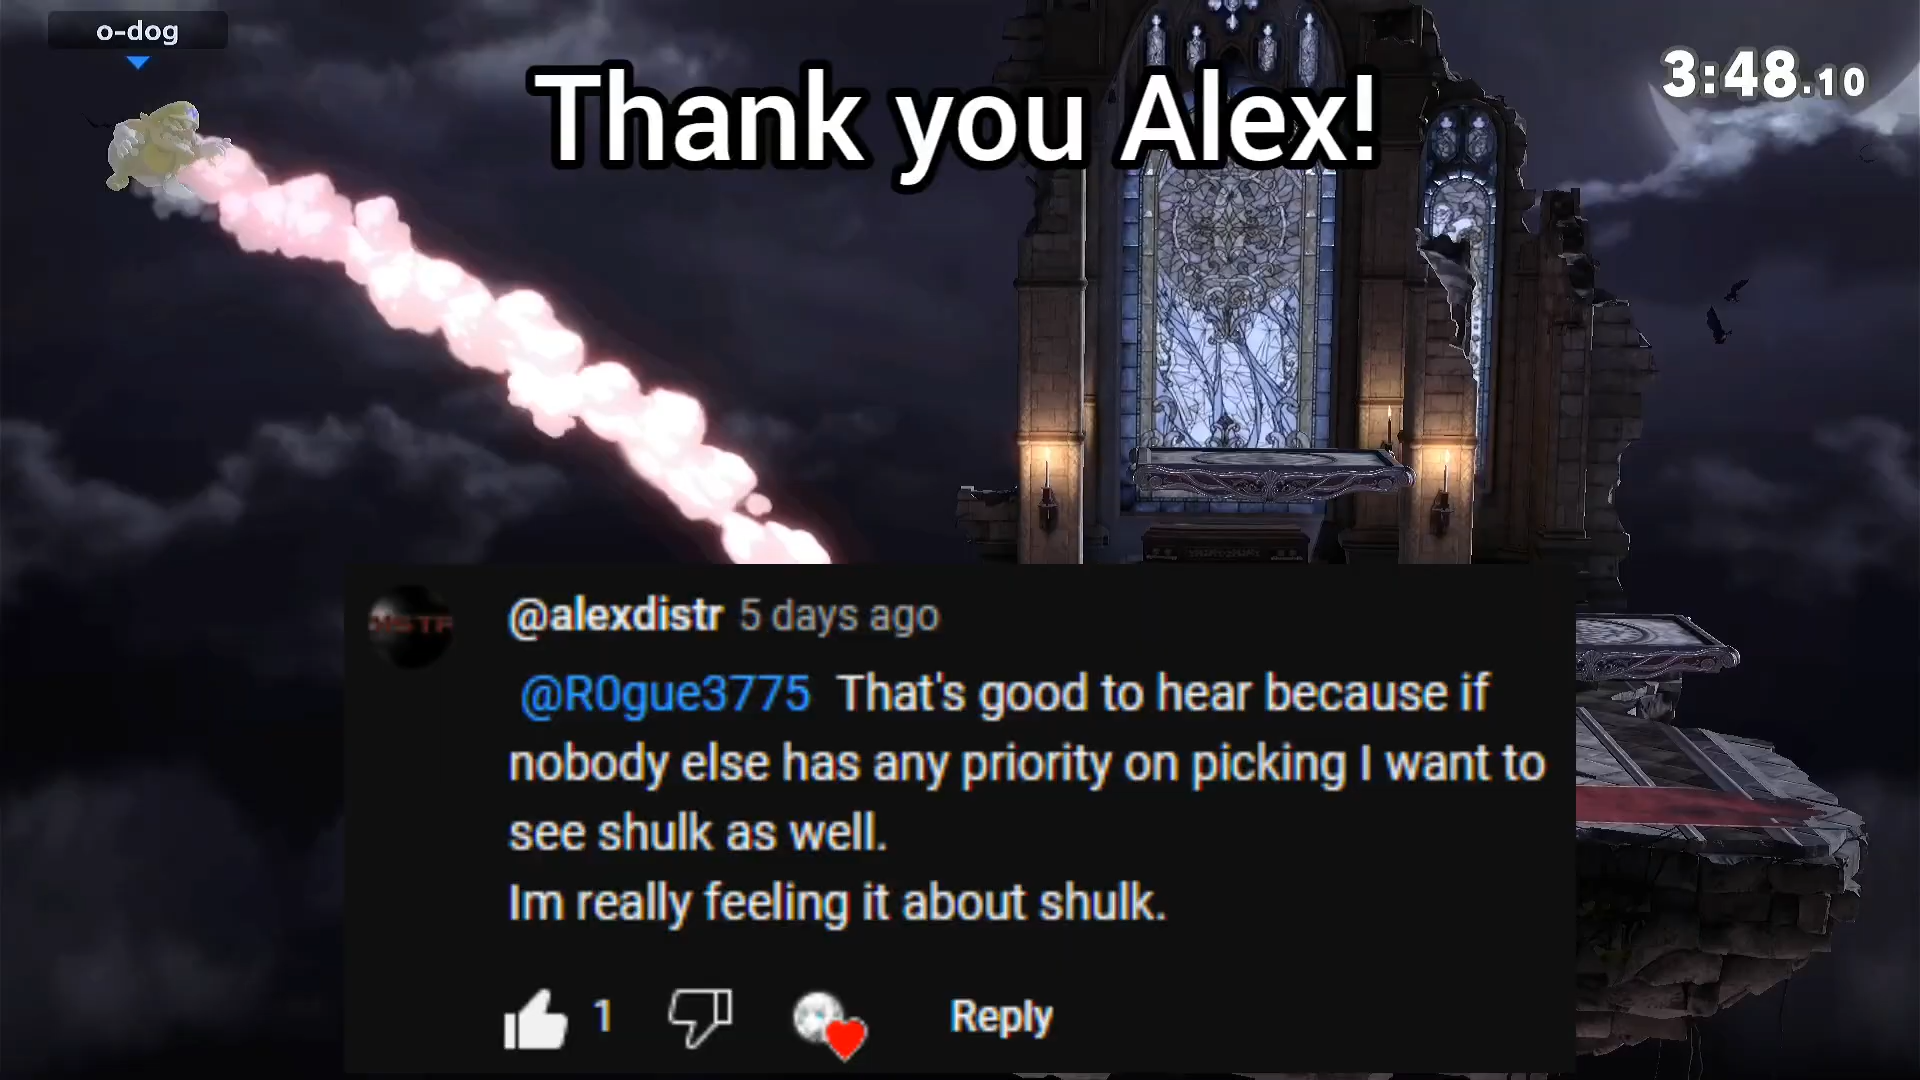 o-dog
Thank you Alex!
3:48.10
@alexdistr 5 days ago
@R0gue3775 That's good to hear because if
nobody else has any priority on picking I want to
see shulk as well.
Im really feeling it about shulk.
1
Reply